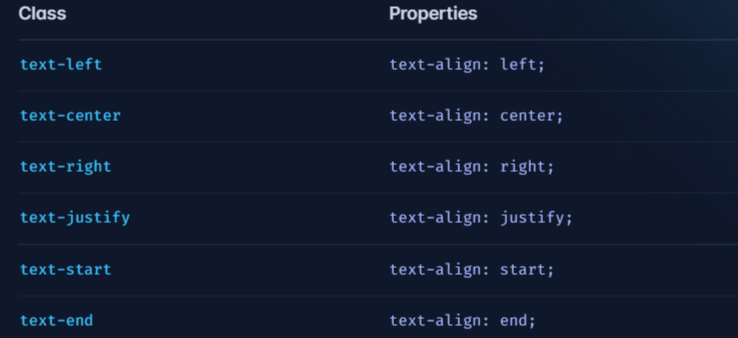 Class Properties
text-left text-align: left;
text-center text-align: center;
text-right text-align: right;
text-justify text-align: justify;
text-start text-align: start;
text-end text-align: end;